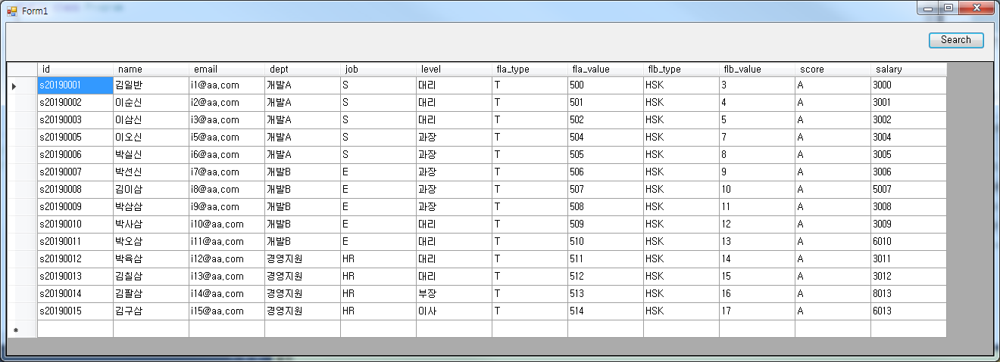 Form1
Search
id name email dept job level fla_type fla_value flb_type flb_value score salary
s20190001 김일반 i1@aa.com 개발A S 대리 T 500 HSK 3 A 3000
s20190002 이순신 i2@aa.com 개발A S 대리 T 501 HSK 4 A 3001
s20190003 이삼신 i3@aa.com 개발A S 대리 T 502 HSK 5 A 3002
s20190005 이오신 i5@aa.com 개발A S 과장 T 504 HSK 7 A 3004
s20190006 박실신 i6@aa.com 개발A S 과장 T 505 HSK 8 A 3005
s20190007 박선신 i7@aa.com 개발B E 과장 T 506 HSK 9 A 3006
s20190008 김이삼 i8@aa.com 개발B E 과장 T 507 HSK 10 A 5007
s20190009 박삼삼 i9@aa.com 개발B E 과장 T 508 HSK 11 A 3008
s20190010 박사삼 i10@aa.com 개발B E 대리 T 509 HSK 12 A 3009
s20190011 박오삼 i11@aa.com 개발B E 대리 T 510 HSK 13 A 6010
s20190012 박육삼 i12@aa.com 경영지원 HR 대리 T 511 HSK 14 A 3011
s20190013 김칠삼 i13@aa.com 경영지원 HR 대리 T 512 HSK 15 A 3012
s20190014 김팔삼 i14@aa.com 경영지원 HR 부장 T 513 HSK 16 A 8013
s20190015 김구삼 i15@aa.com 경영지원 HR 이사 T 514 HSK 17 A 6013